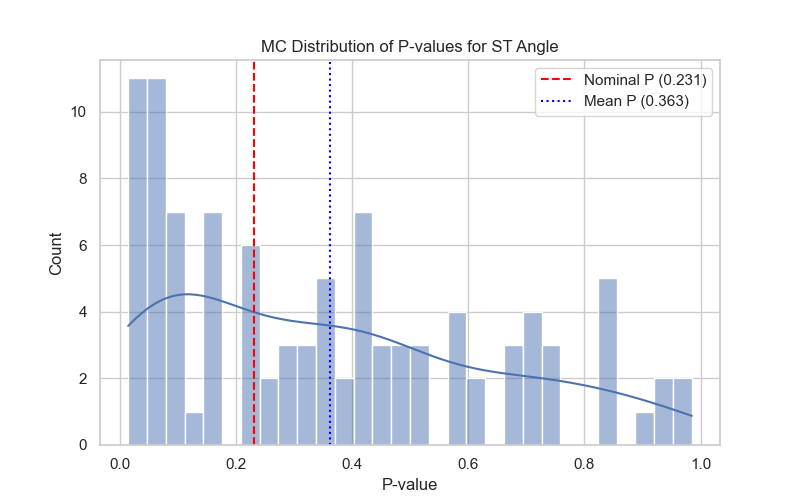 MC Distribution of P-values for ST Angle
Nominal P (0.231)
Mean P (0.363)
Count
10
8
6
4
2
0
0.0 0.2 0.4 0.6 0.8 1.0
P-value